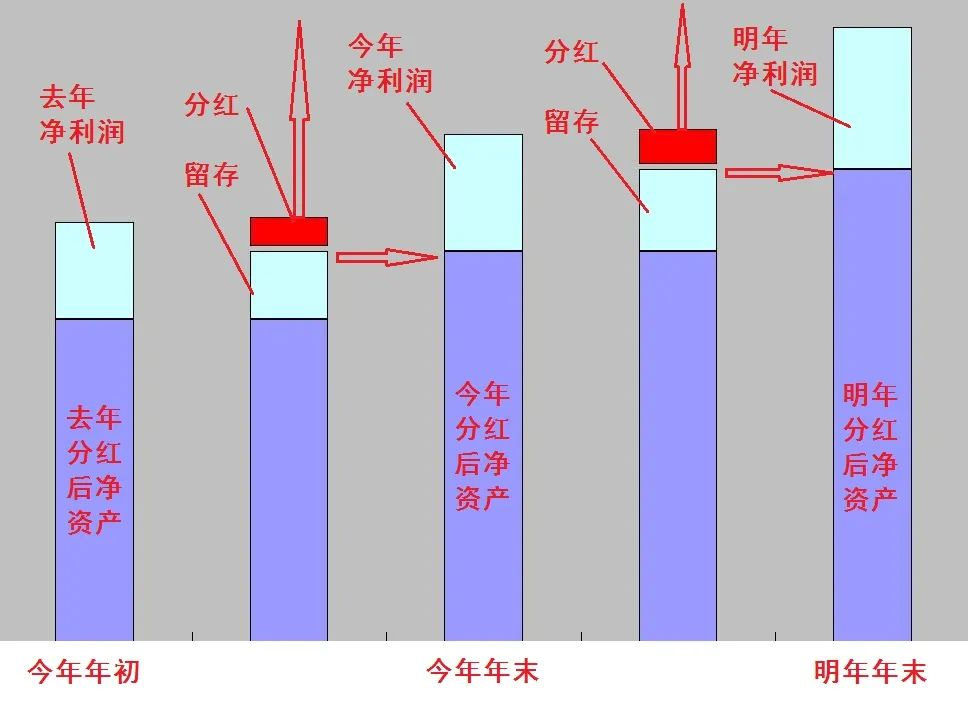 去年
净利润
分红
留存
今年
净利润
分红
留存
明年
净利润
去年
分红
后净
资产
今年
分红
后净
资产
明年
分红
后净
资产
今年年初
今年年末
明年年末